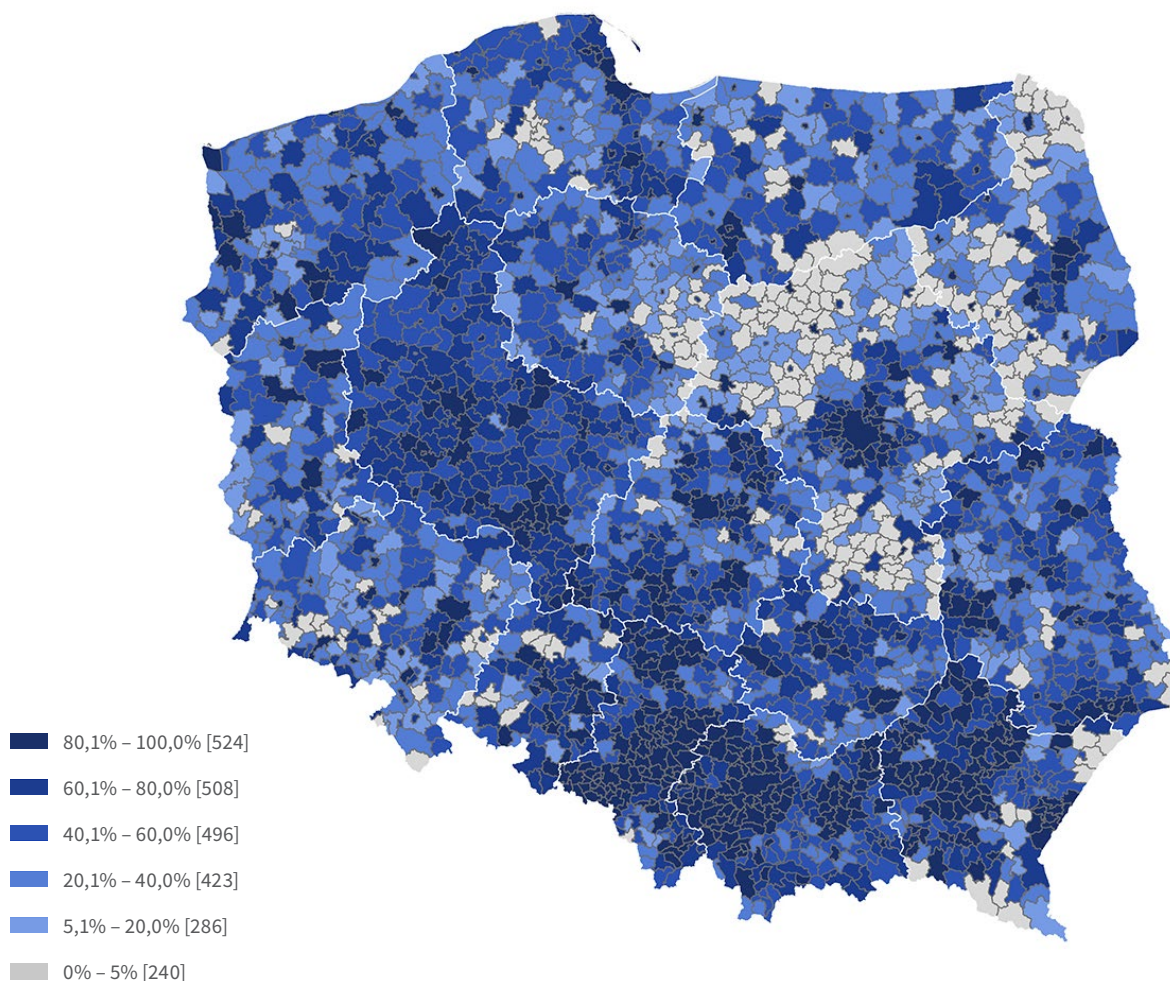 80,1% – 100,0% [524]
60,1% – 80,0% [508]
40,1% – 60,0% [496]
20,1% – 40,0% [423]
5,1% – 20,0% [286]
0% – 5% [240]